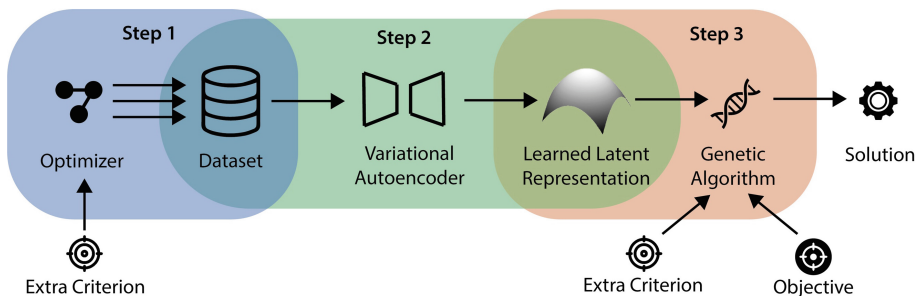 Step 1
Step 2
Step 3
Optimizer
Dataset
Variational
Autoencoder
Learned Latent
Representation
Genetic
Algorithm
Solution
Extra Criterion
Extra Criterion
Objective